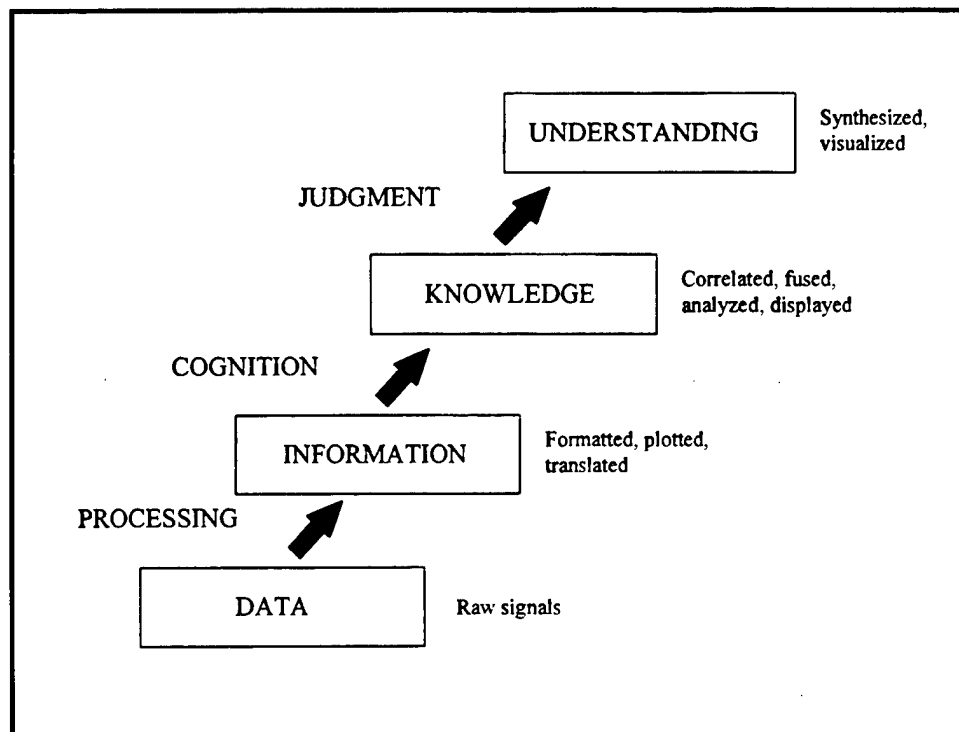 UNDERSTANDING
Synthesized,
visualized
JUDGMENT
KNOWLEDGE
Correlated, fused,
analyzed, displayed
COGNITION
INFORMATION
Formatted, plotted,
translated
PROCESSING
DATA
Raw signals